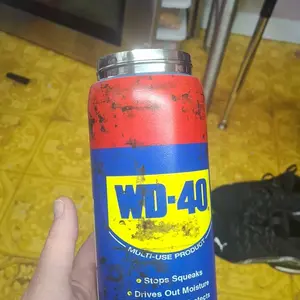 WD-40
MULTI-USE PRODUCT
Stops Squeaks
Drives Out Moisture